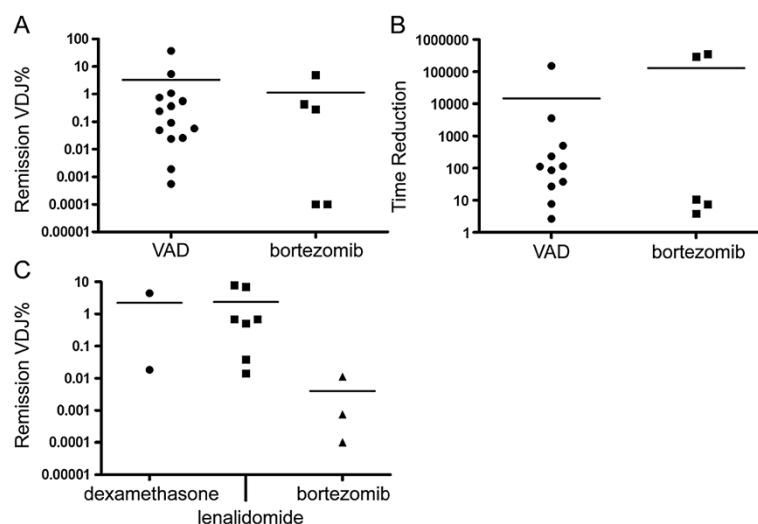 A
Remission VDJ%
100
10
1
0.1
0.01
0.001
0.0001
0.00001
VAD
bortezomib
B
Time Reduction
1000000
100000
10000
1000
100
10
1
VAD
bortezomib
C
Remission VDJ%
10
1
0.1
0.01
0.001
0.0001
0.00001
dexamethasone
lenalidomide
bortezomib